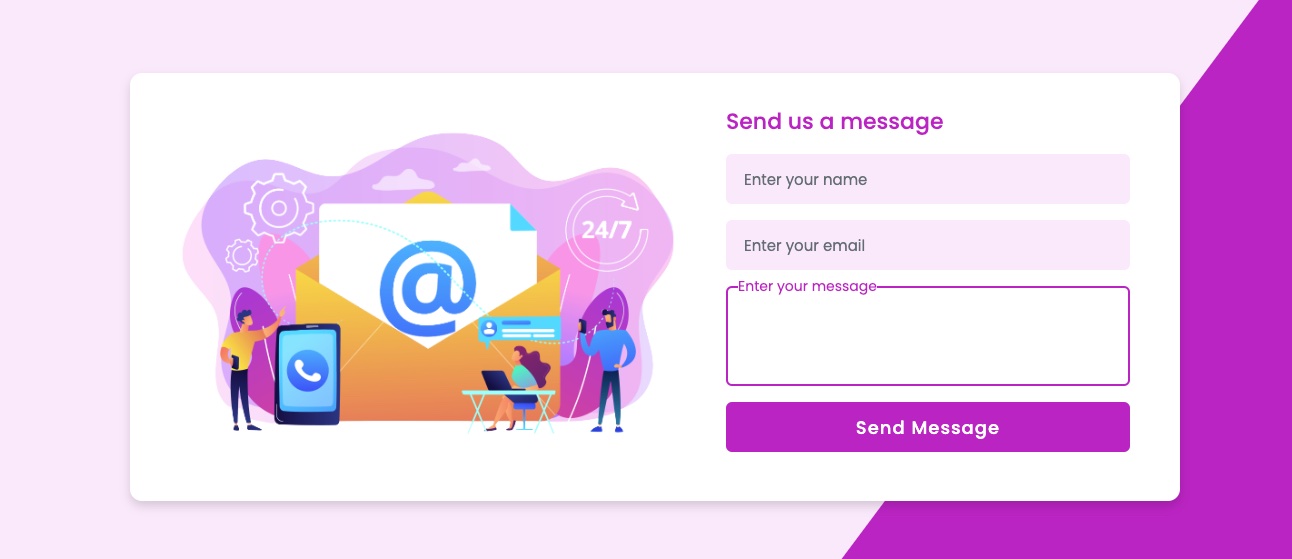 Send us a message
Enter your name
24/7
Enter your email
@
Enter your message
Send Message